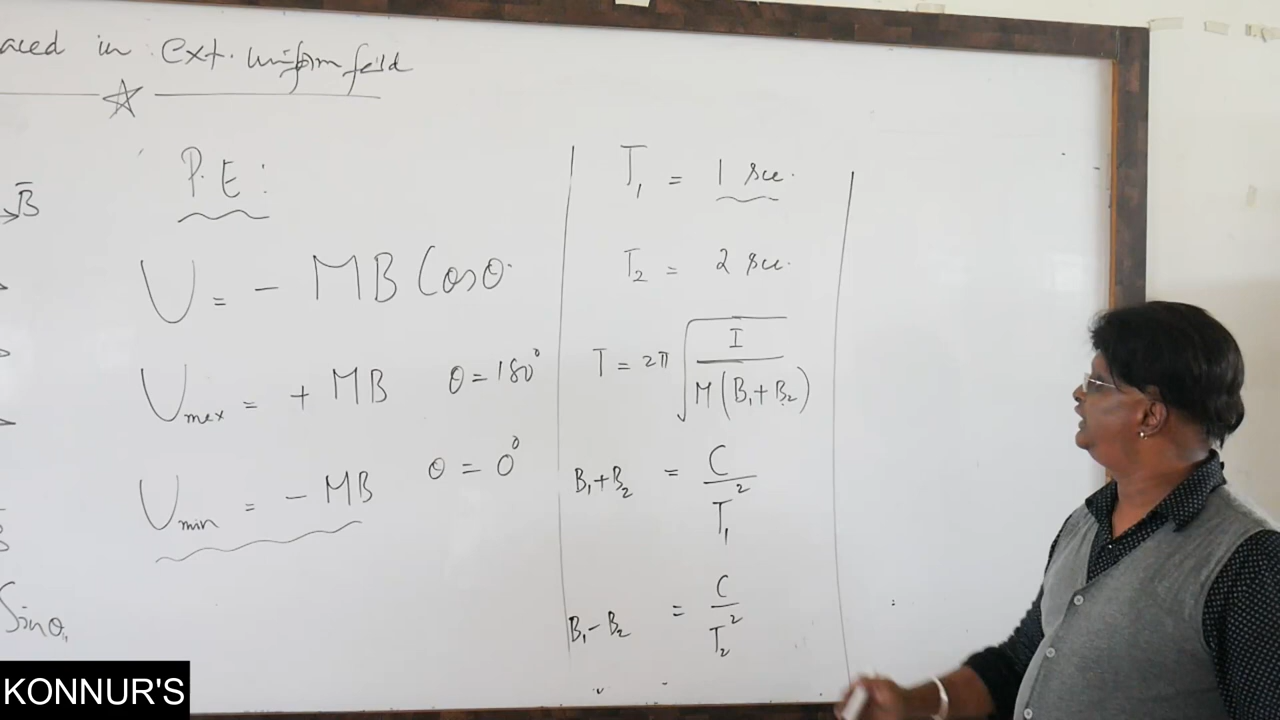 aced in ext. uniform feild
B̅
P.E:
U = - MB Cosθ
Umax = + MB θ = 180°
Umin = - MB θ = 0°
Sinθ
T₁ = 1 sec.
T₂ = 2 sec.
T = 2π √(I / M(B₁+B₂))
B₁+B₂ = C / T₁²
B₁-B₂ = C / T₂²
KONNUR'S